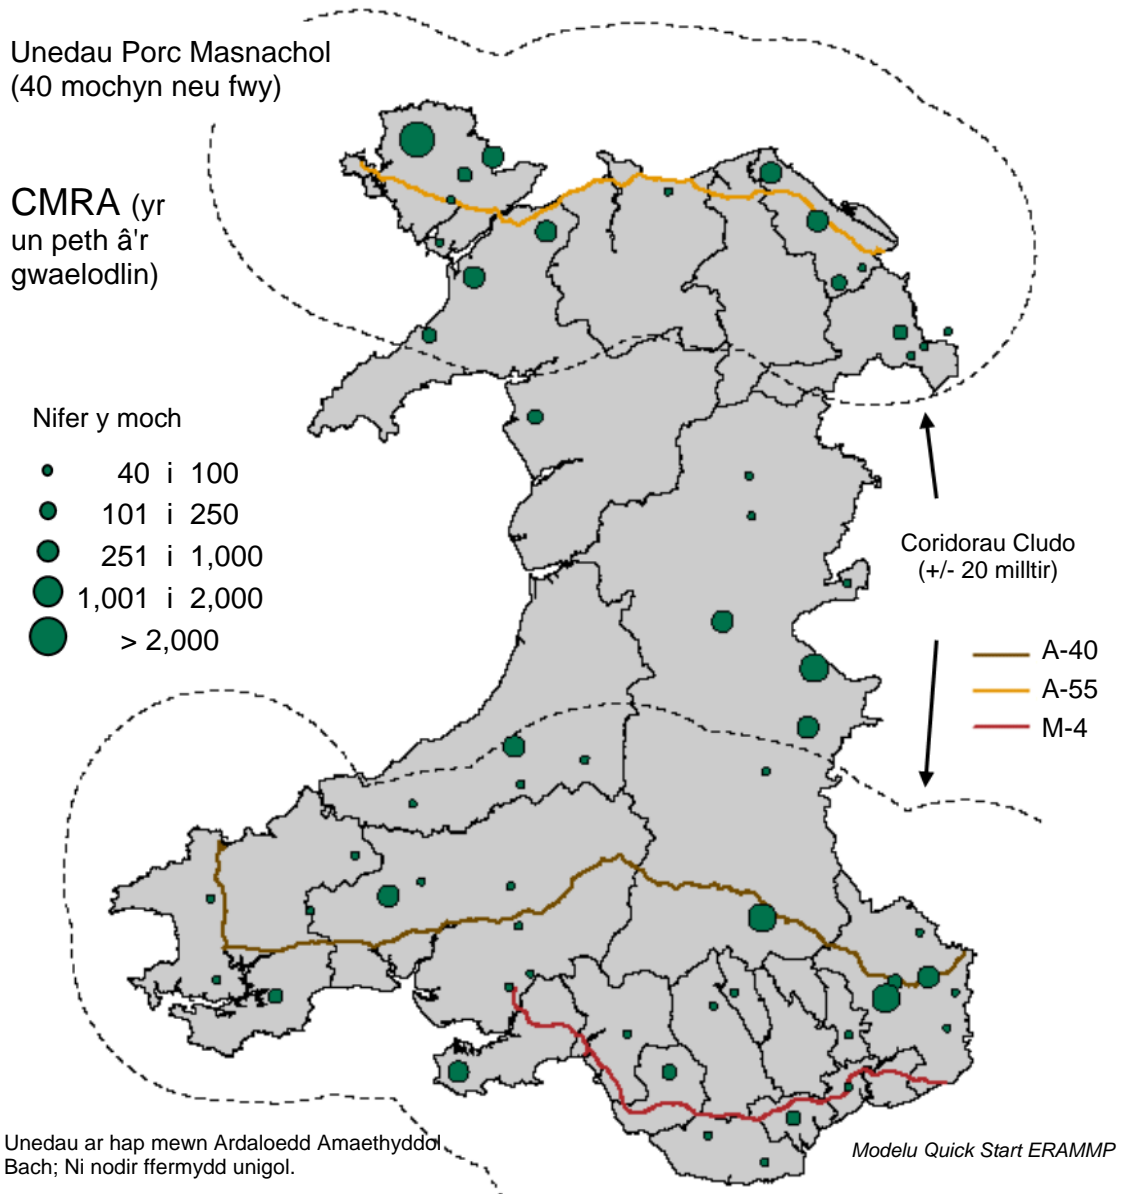 Unedau Porc Masnachol
(40 mochyn neu fwy)
CMRA (yr
un peth â'r
gwaelodlin)
Nifer y moch
40 i 100
101 i 250
251 i 1,000
1,001 i 2,000
> 2,000
Coridorau Cludo
(+/- 20 milltir)
A-40
A-55
M-4
Unedau ar hap mewn Ardaloedd Amaethyddol
Bach; Ni nodir ffermydd unigol.
Modelu Quick Start ERAMMP